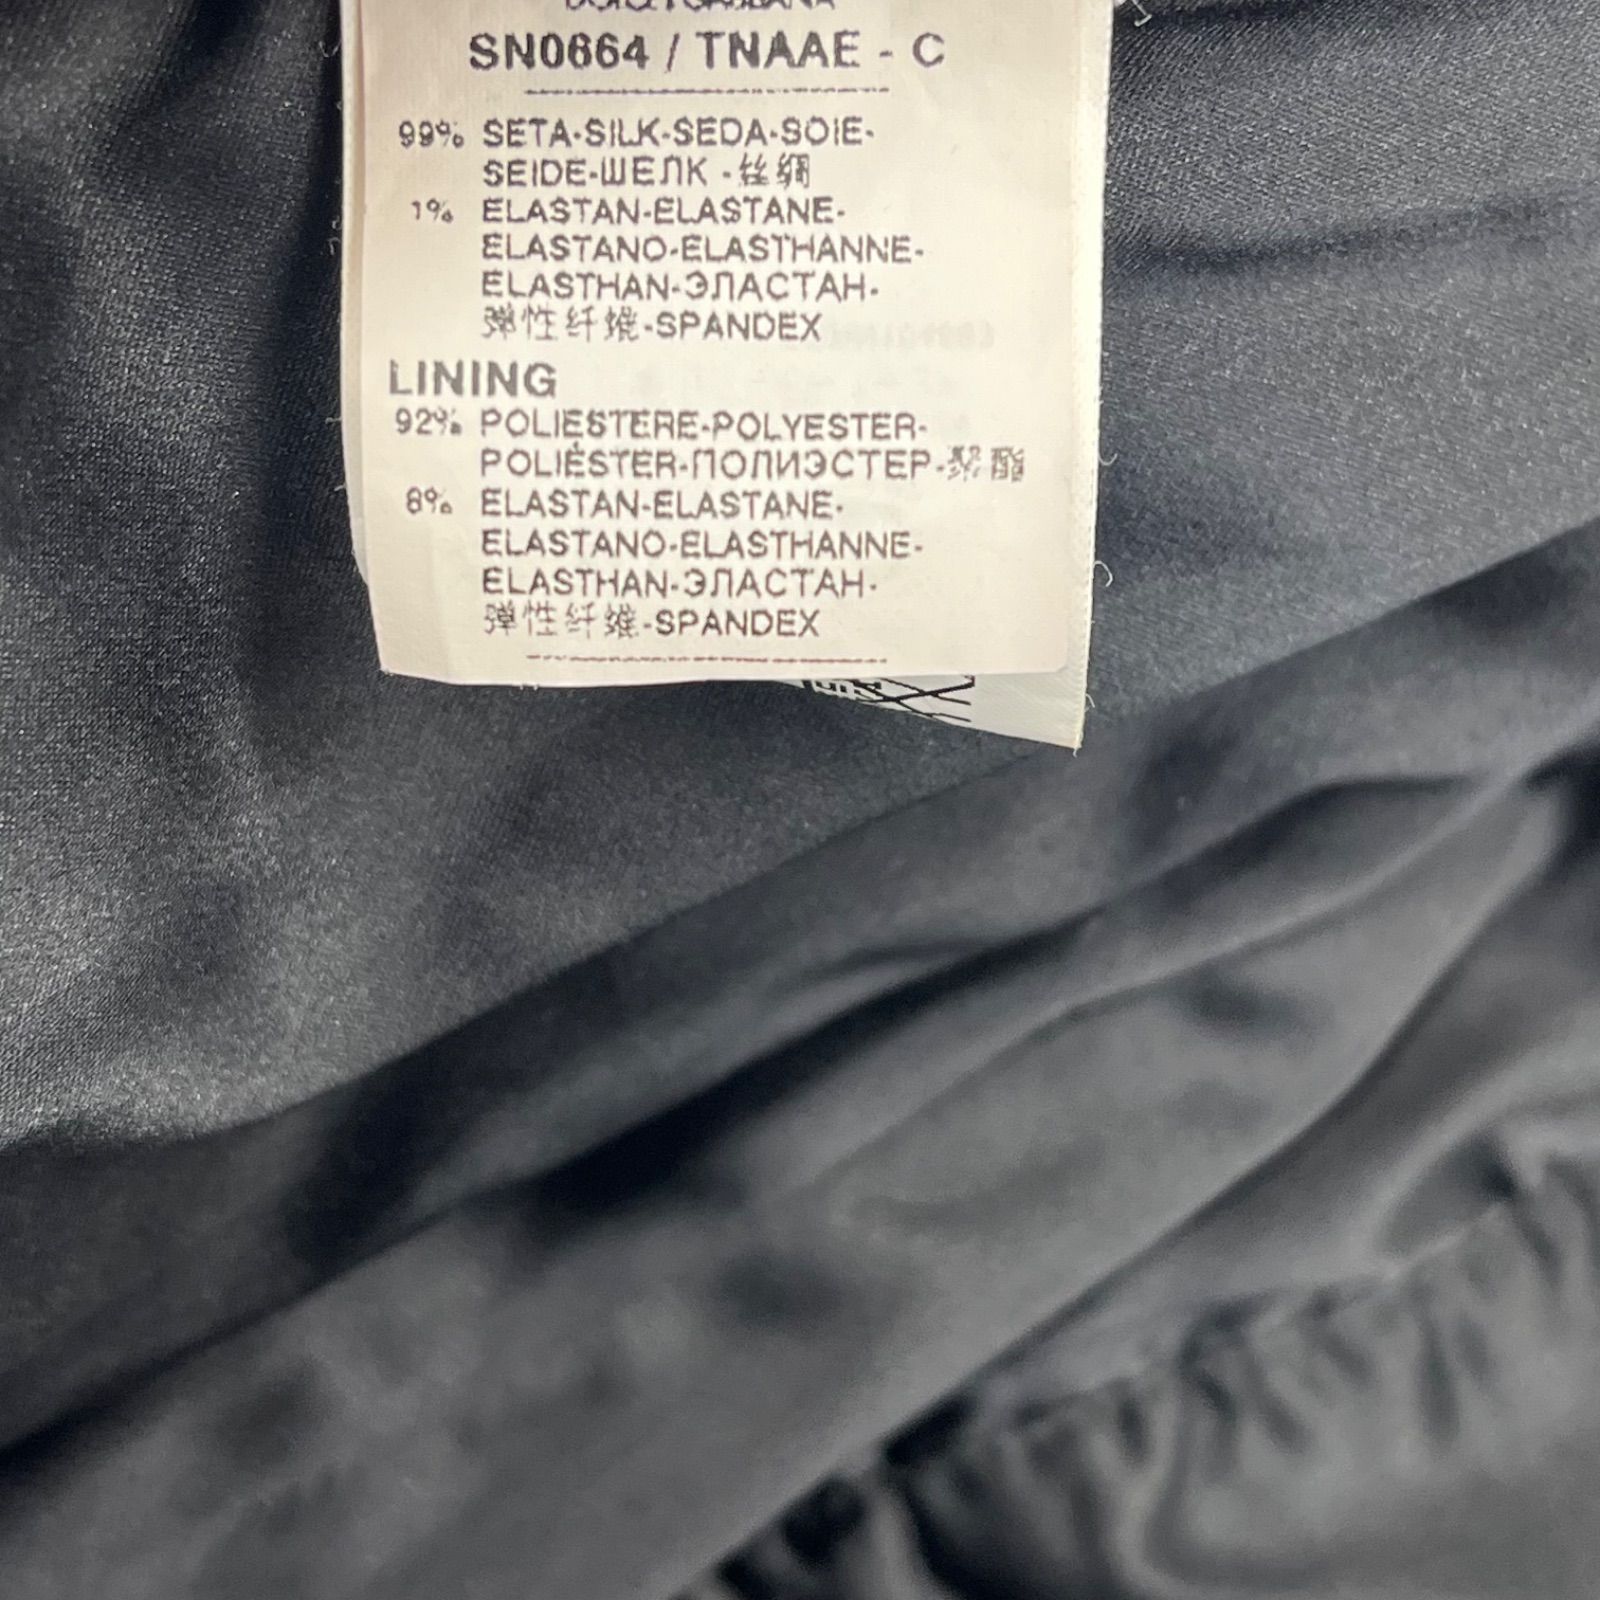 DOLCE & GABBANA
SN0664 / TNAAE - C
99% SETA-SILK-SEDA-SOIE-
SEIDE-ШЕЛК -丝绸
1% ELASTAN-ELASTANE-
ELASTANO-ELASTHANNE-
ELASTHAN-ЭЛАСТАН-
弹性纤维-SPANDEX
LINING
92% POLIESTERE-POLYESTER-
POLIÉSTER-ПОЛИЭСТЕР-聚酯
8% ELASTAN-ELASTANE-
ELASTANO-ELASTHANNE-
ELASTHAN-ЭЛАСТАН-
弹性纤维-SPANDEX